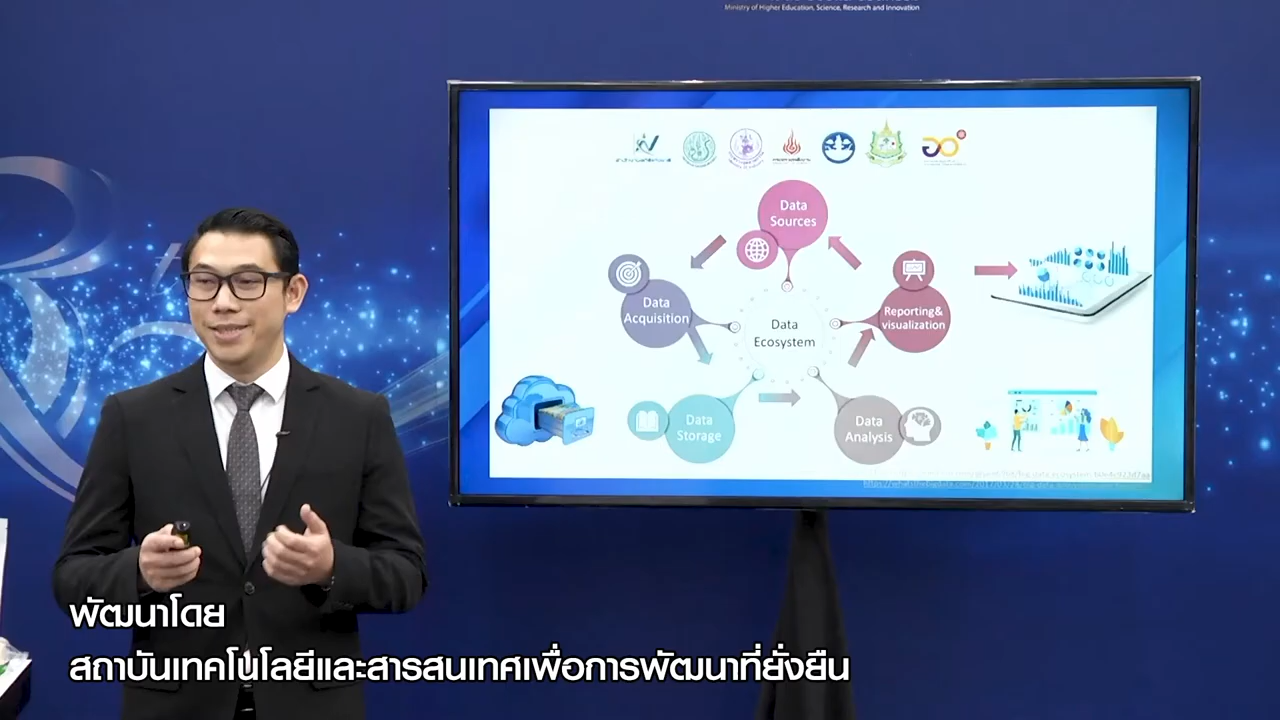 Ministry of Higher Education, Science, Research and Innovation
Data
Sources
Data
Acquisition
Reporting&
visualization
Data
Ecosystem
Data
Storage
Data
Analysis
พัฒนาโดย
สถาบันเทคโนโลยีและสารสนเทศเพื่อการพัฒนาที่ยั่งยืน